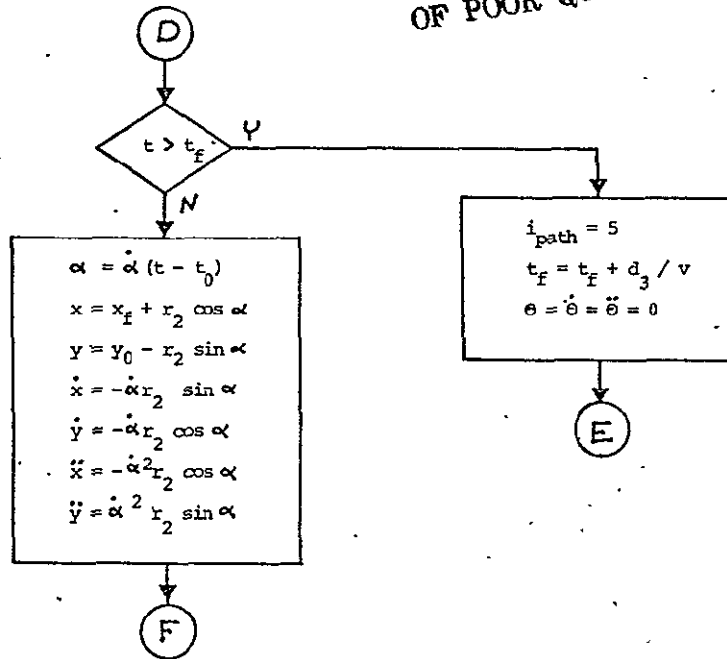 OF POOR
D
t > t_f
Y
N
α = α̇ (t − t_0)
x = x_f + r_2 cos α
y = y_0 − r_2 sin α
ẋ = −α̇ r_2 sin α
ẏ = −α̇ r_2 cos α
ẍ = −α̇² r_2 cos α
ÿ = α̇² r_2 sin α
i_path = 5
t_f = t_f + d_3 / v
θ = θ̇ = θ̈ = 0
E
F